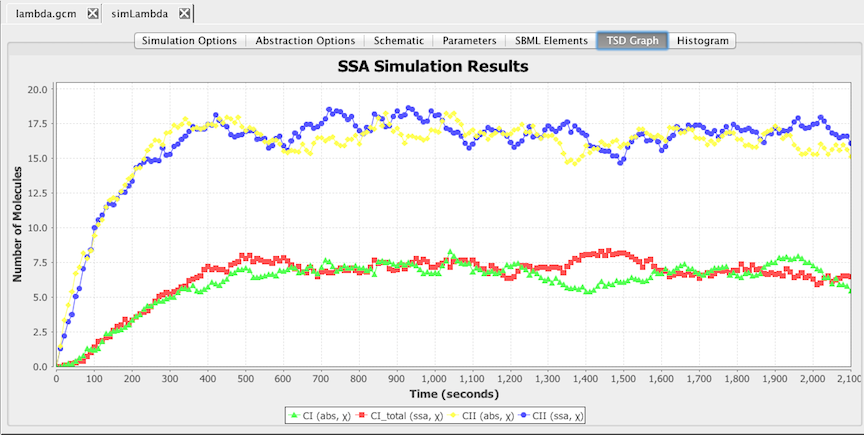 lambda.gcm simLambda
Simulation Options Abstraction Options Schematic Parameters SBML Elements TSD Graph Histogram
SSA Simulation Results
20.0
17.5
15.0
12.5
10.0
7.5
5.0
2.5
0.0
Number of Molecules
0 100 200 300 400 500 600 700 800 900 1,000 1,100 1,200 1,300 1,400 1,500 1,600 1,700 1,800 1,900 2,000 2,100
Time (seconds)
CI (abs, χ) CI_total (ssa, χ) CII (abs, χ) CII (ssa, χ)